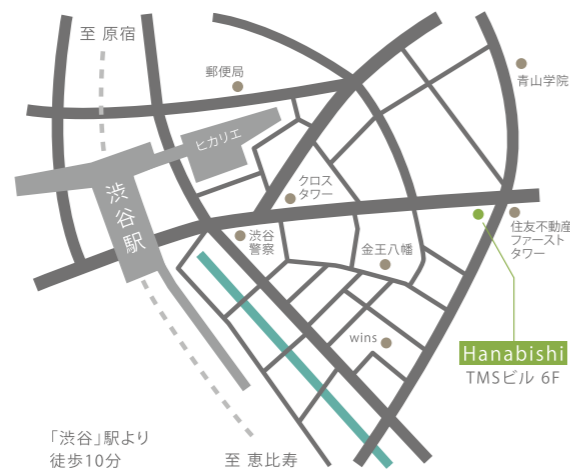 至 原宿
郵便局
青山学院
ヒカリエ
渋谷駅
クロス
タワー
渋谷
警察
金王八幡
住友不動産
ファースト
タワー
wins
Hanabishi
TMSビル 6F
「渋谷」駅より
徒歩10分
至 恵比寿